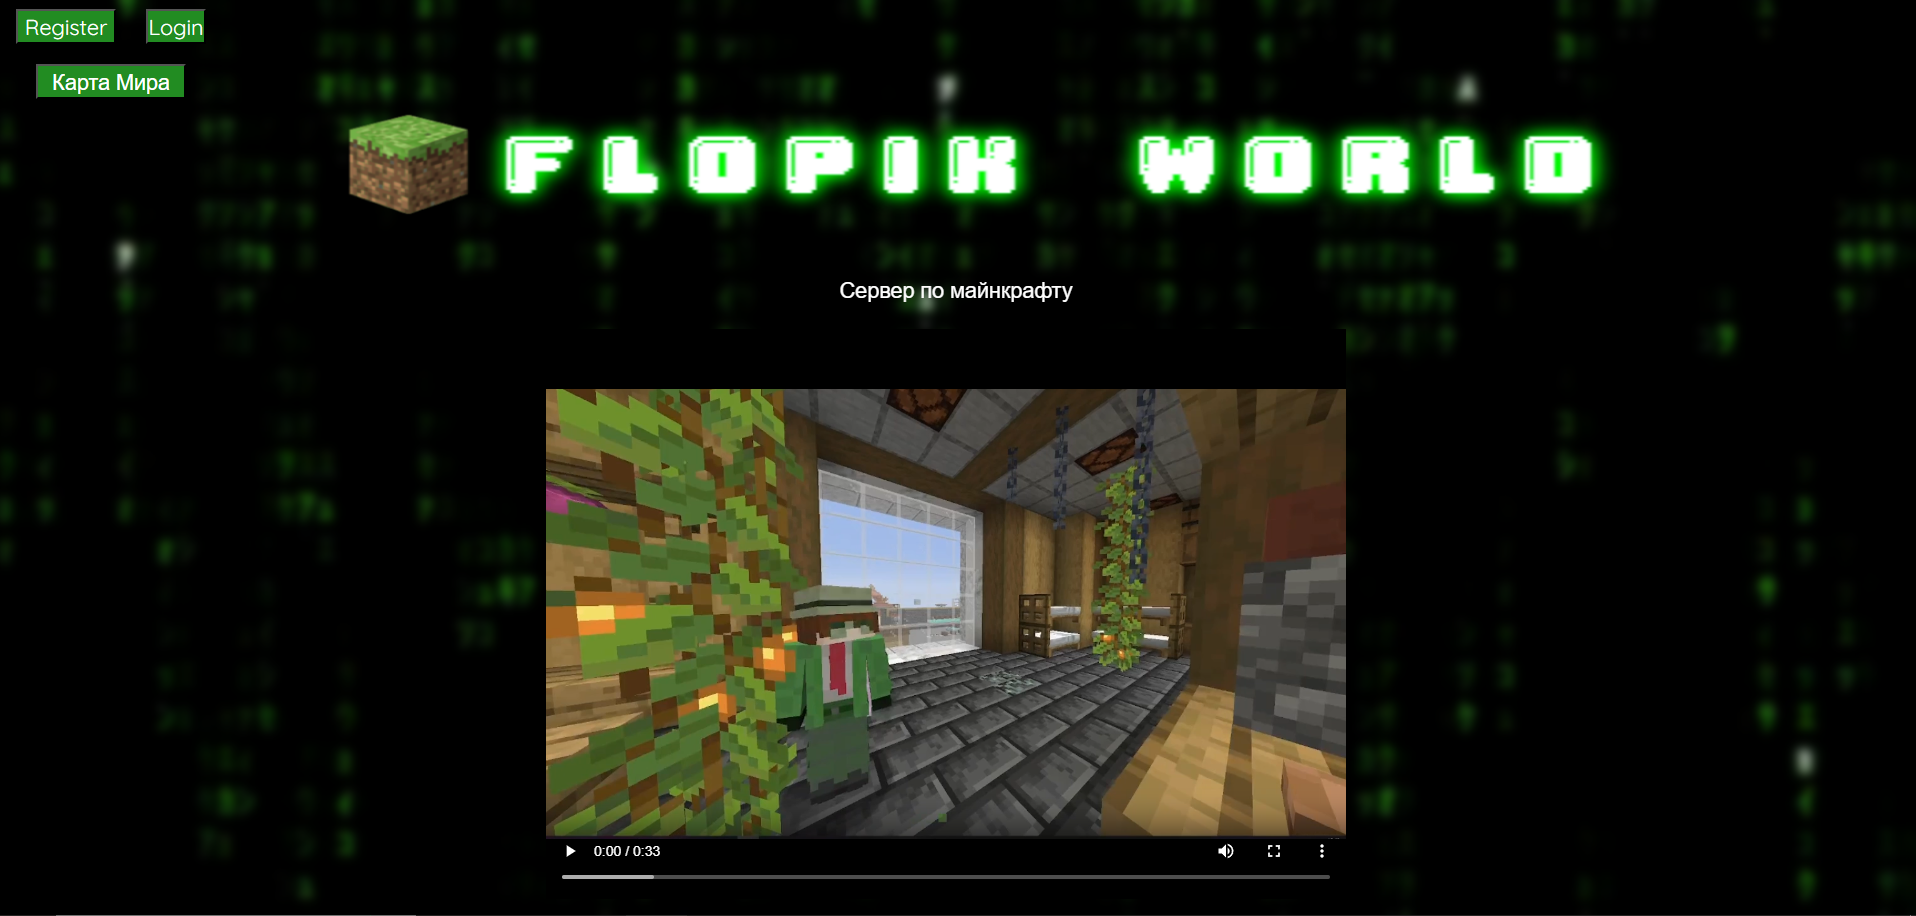 Register Login
Карта Мира
FLOPIK WORLD
Сервер по майнкрафту
0:00 / 0:33